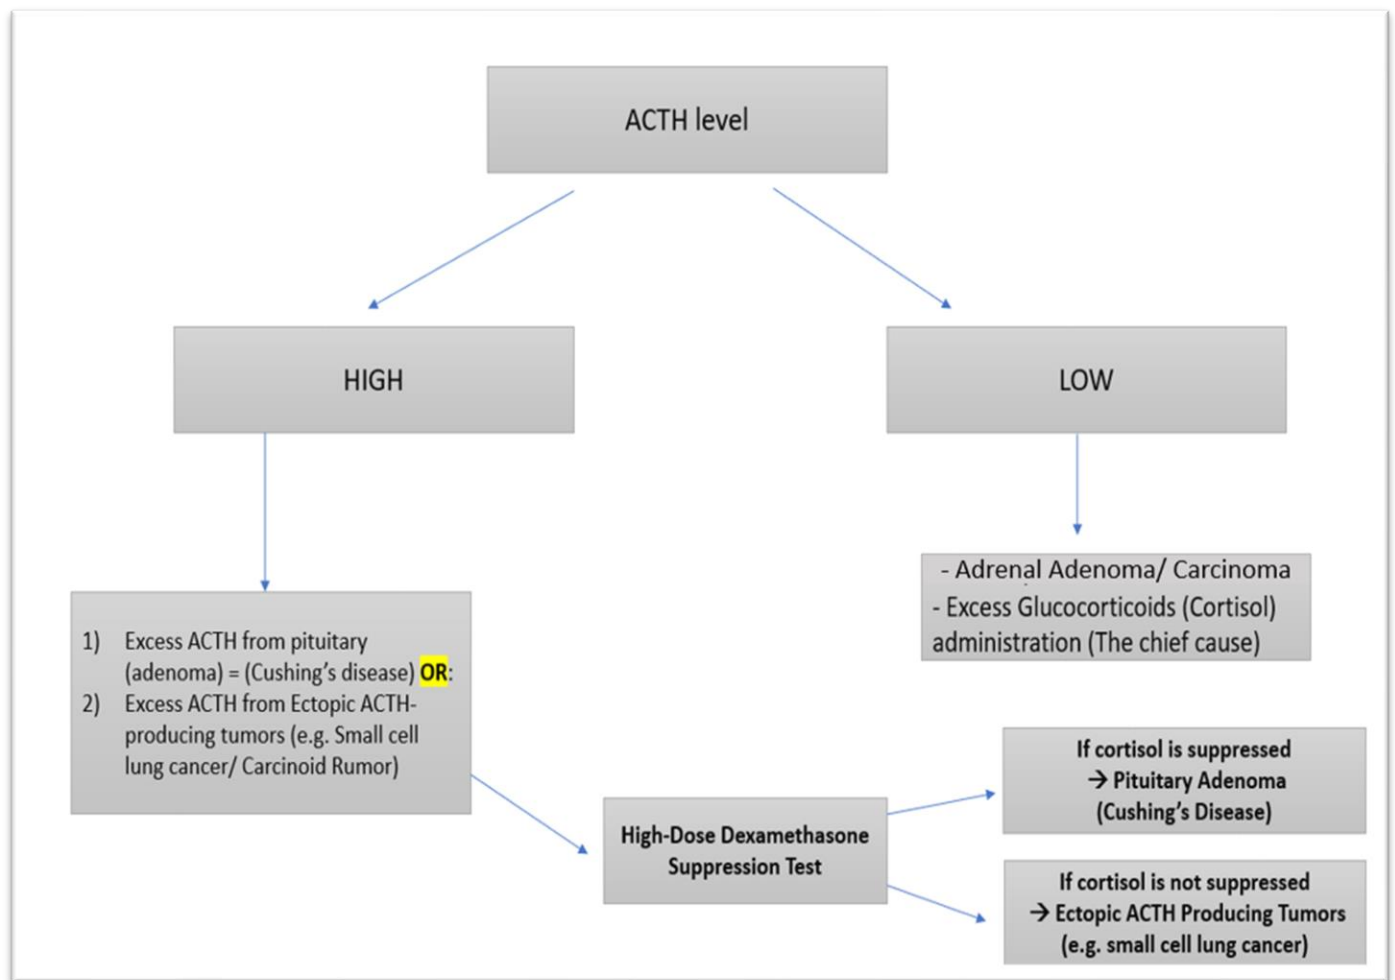 ACTH level
HIGH
LOW
- Adrenal Adenoma/ Carcinoma
- Excess Glucocorticoids (Cortisol)
administration (The chief cause)
1) Excess ACTH from pituitary
(adenoma) = (Cushing’s disease) OR:
2) Excess ACTH from Ectopic ACTH-
producing tumors (e.g. Small cell
lung cancer/ Carcinoid Rumor)
High-Dose Dexamethasone
Suppression Test
If cortisol is suppressed
→ Pituitary Adenoma
(Cushing’s Disease)
If cortisol is not suppressed
→ Ectopic ACTH Producing Tumors
(e.g. small cell lung cancer)